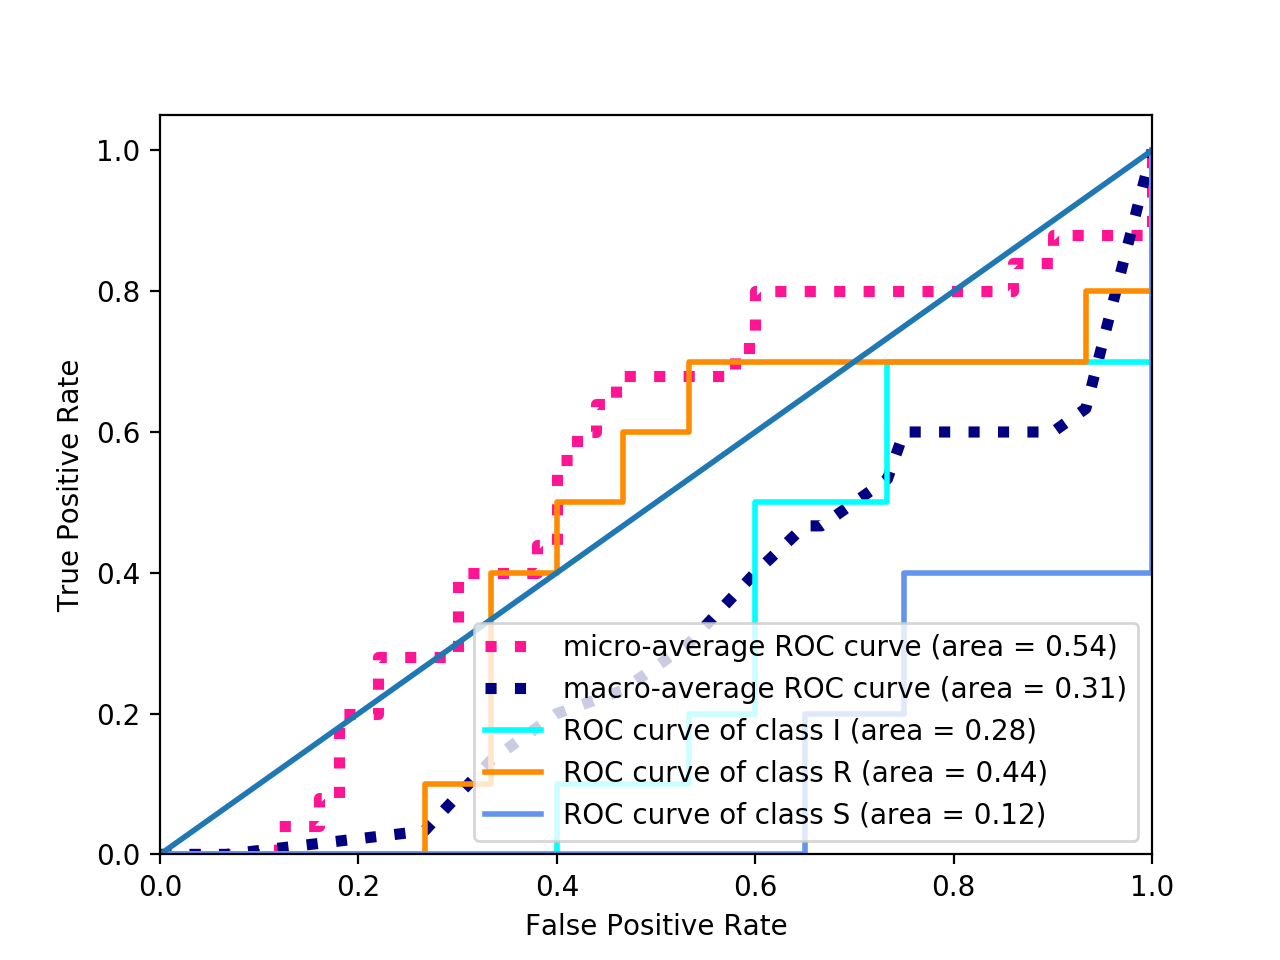 1.0
0.8
0.6
0.4
0.2
0.0
True Positive Rate
micro-average ROC curve (area = 0.54)
macro-average ROC curve (area = 0.31)
ROC curve of class I (area = 0.28)
ROC curve of class R (area = 0.44)
ROC curve of class S (area = 0.12)
0.0 0.2 0.4 0.6 0.8 1.0
False Positive Rate